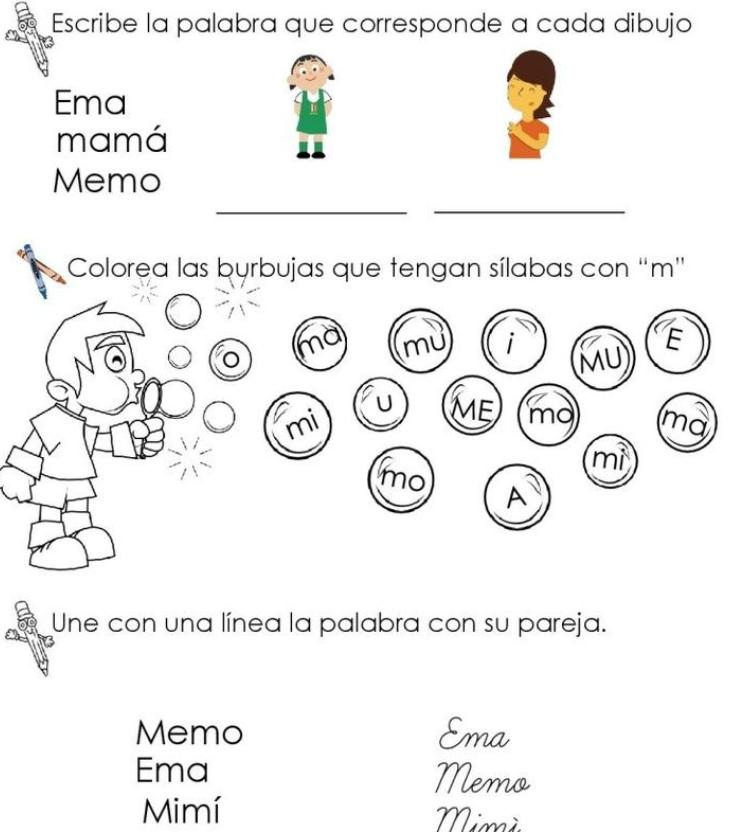 Escribe la palabra que corresponde a cada dibujo
Ema
mamá
Memo
Colorea las burbujas que tengan sílabas con "m"
o ma mu i MU E
mi u ME mo ma
mo A mi
Une con una línea la palabra con su pareja.
Memo Ema
Ema Memo
Mimí Mimì